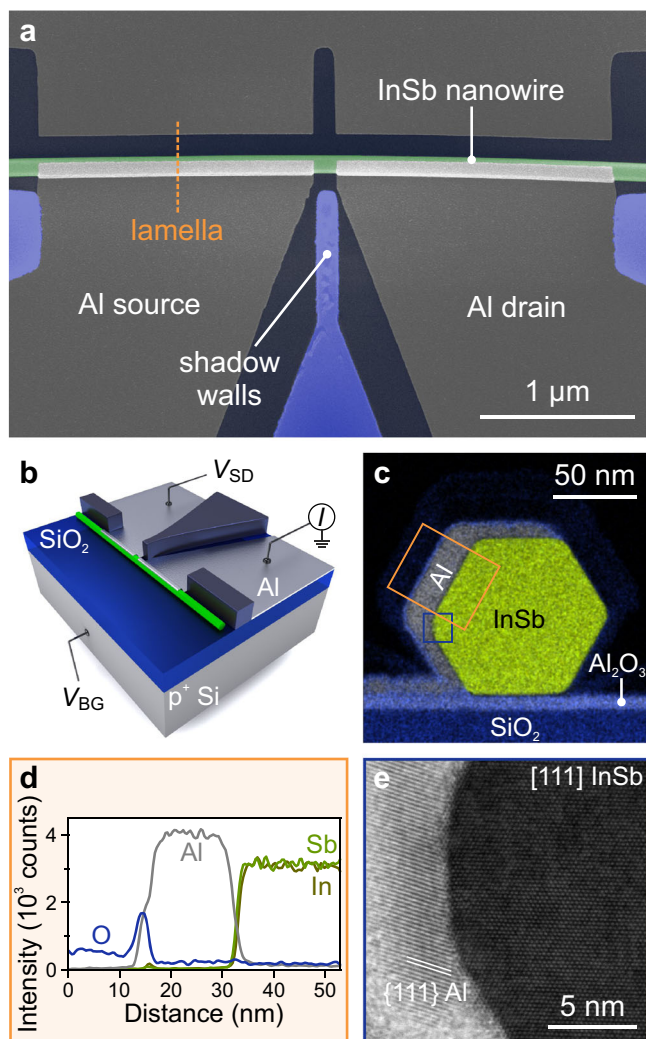 a
InSb nanowire
lamella
Al source
Al drain
shadow
walls
1 µm
b
V_SD
I
SiO₂
Al
V_BG
p⁺ Si
c
50 nm
Al
InSb
Al₂O₃
SiO₂
d
Intensity (10³ counts)
4
2
0
Al
Sb
In
O
0 10 20 30 40 50
Distance (nm)
e
[111] InSb
{111} Al
5 nm